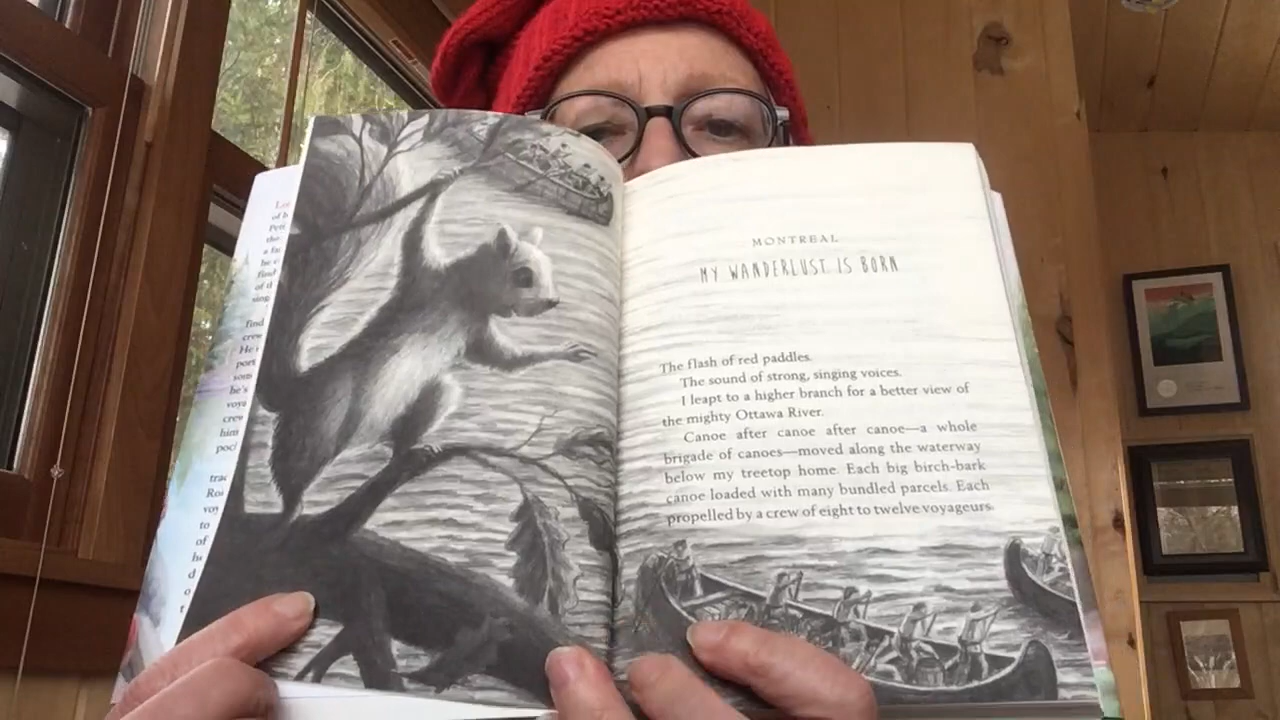 MONTREAL
MY WANDERLUST IS BORN
The flash of red paddles.
The sound of strong, singing voices.
I leapt to a higher branch for a better view of
the mighty Ottawa River.
Canoe after canoe after canoe—a whole
brigade of canoes—moved along the waterway
below my treetop home. Each big birch-bark
canoe loaded with many bundled parcels. Each
propelled by a crew of eight to twelve voyageurs.